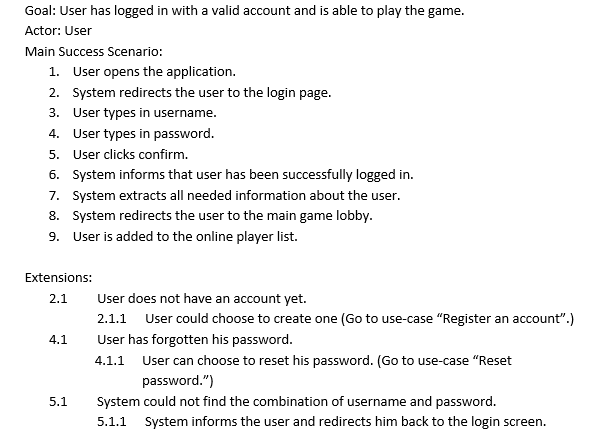 Goal: User has logged in with a valid account and is able to play the game.
Actor: User
Main Success Scenario:
1. User opens the application.
2. System redirects the user to the login page.
3. User types in username.
4. User types in password.
5. User clicks confirm.
6. System informs that user has been successfully logged in.
7. System extracts all needed information about the user.
8. System redirects the user to the main game lobby.
9. User is added to the online player list.
Extensions:
2.1 User does not have an account yet.
2.1.1 User could choose to create one (Go to use-case “Register an account”.)
4.1 User has forgotten his password.
4.1.1 User can choose to reset his password. (Go to use-case “Reset
password.”)
5.1 System could not find the combination of username and password.
5.1.1 System informs the user and redirects him back to the login screen.